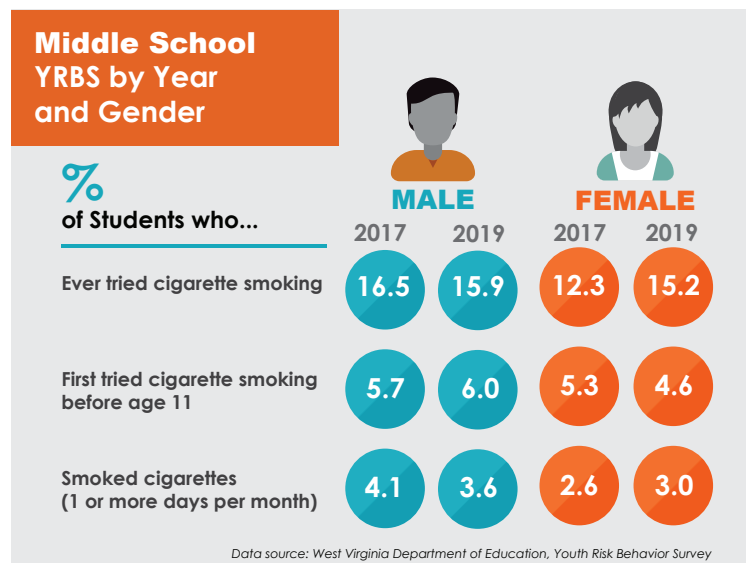 Middle School
YRBS by Year
and Gender
%
of Students who...
MALE
FEMALE
2017 2019 2017 2019
Ever tried cigarette smoking 16.5 15.9 12.3 15.2
First tried cigarette smoking
before age 11 5.7 6.0 5.3 4.6
Smoked cigarettes
(1 or more days per month) 4.1 3.6 2.6 3.0
Data source: West Virginia Department of Education, Youth Risk Behavior Survey